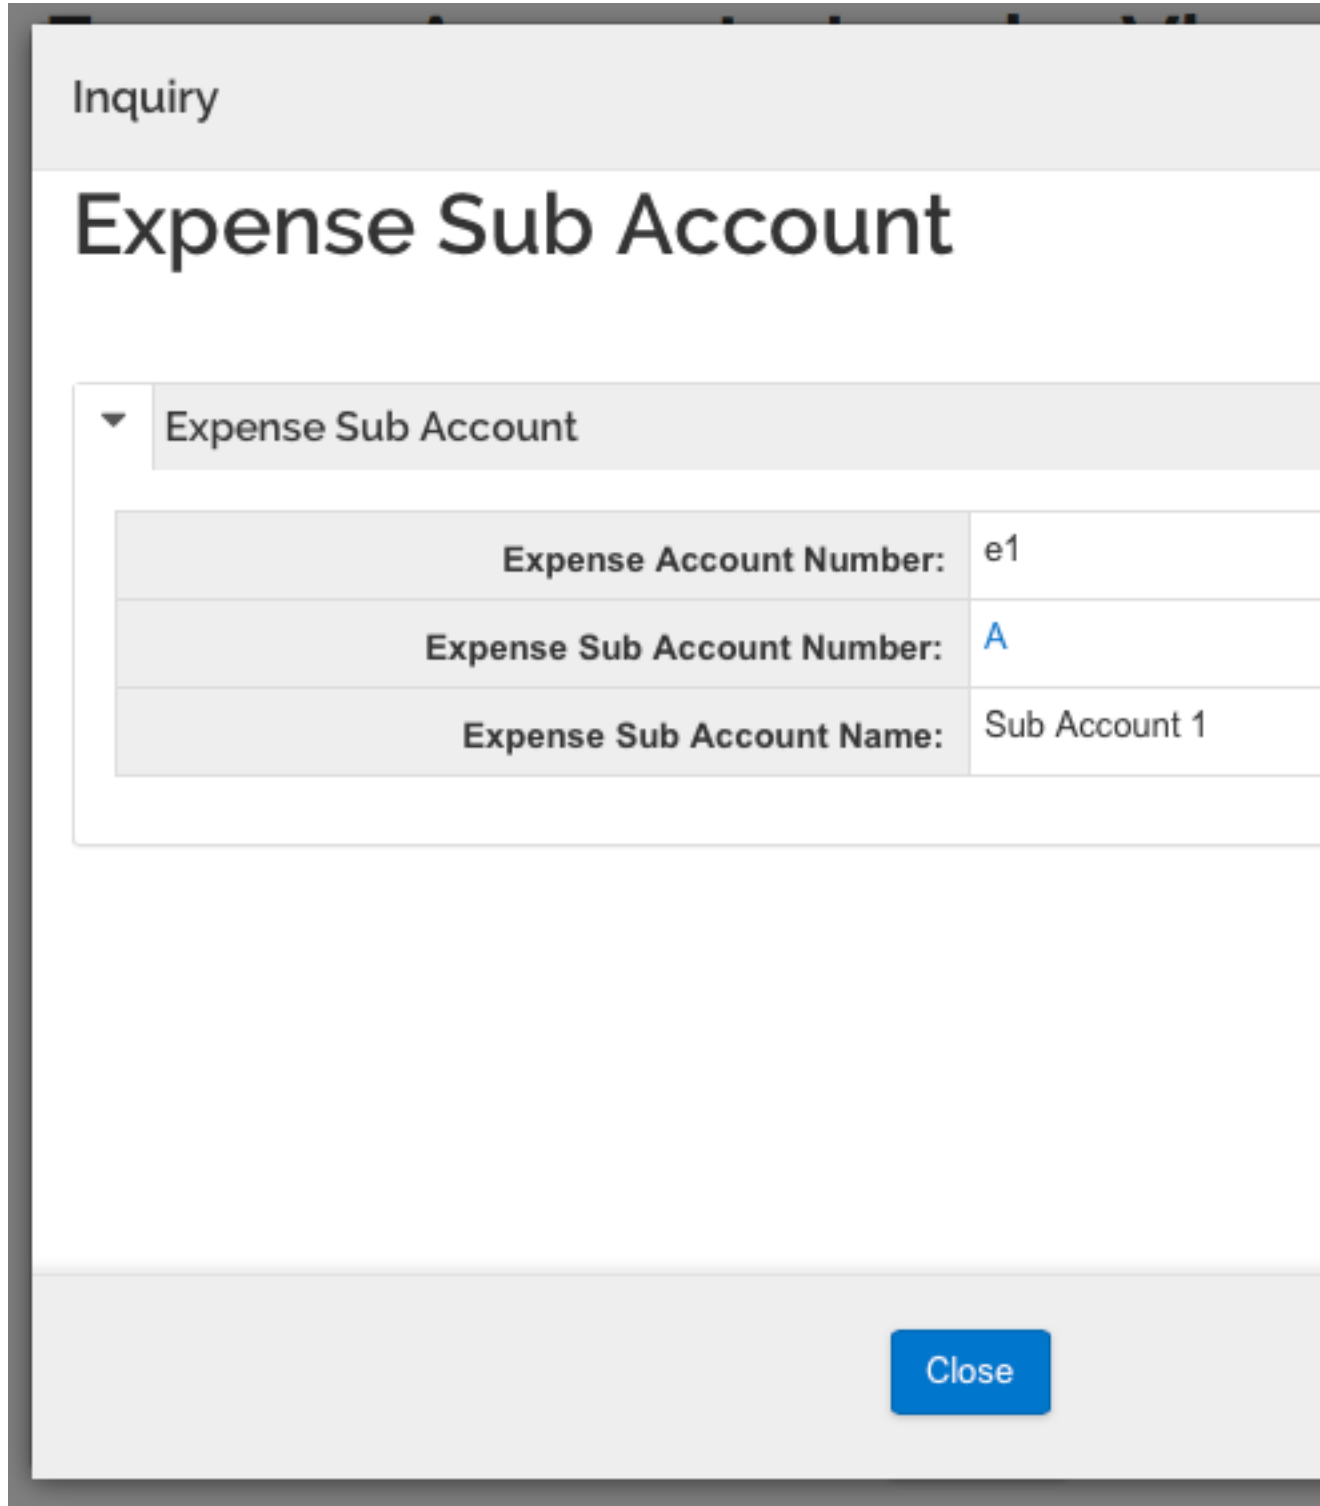 Inquiry
Expense Sub Account
Expense Sub Account
Expense Account Number: e1
Expense Sub Account Number: A
Expense Sub Account Name: Sub Account 1
Close